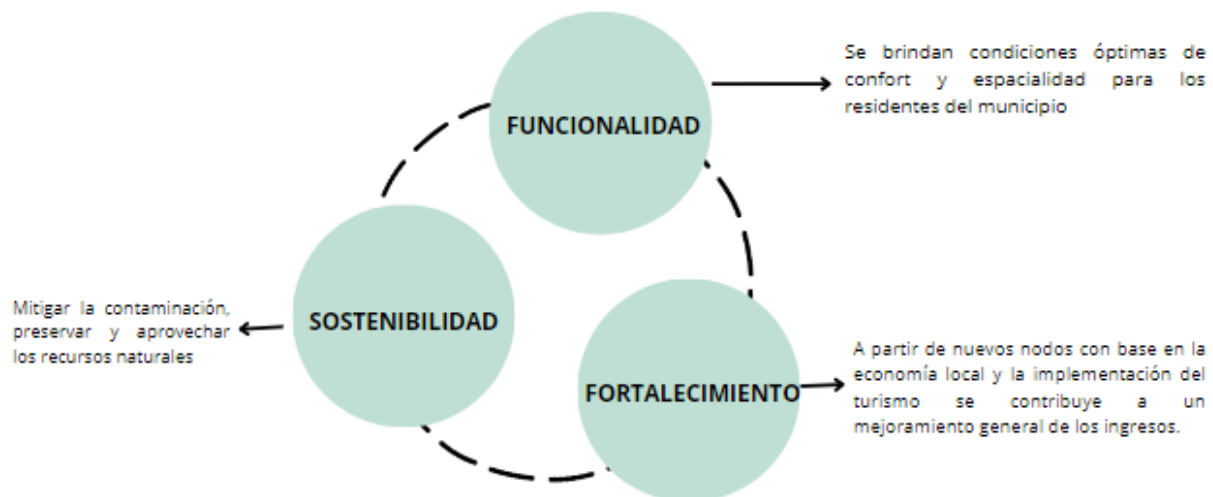 FUNCIONALIDAD
Se brindan condiciones óptimas de
confort y espacialidad para los
residentes del municipio
SOSTENIBILIDAD
Mitigar la contaminación,
preservar y aprovechar
los recursos naturales
FORTALECIMIENTO
A partir de nuevos nodos con base en la
economía local y la implementación del
turismo se contribuye a un
mejoramiento general de los ingresos.